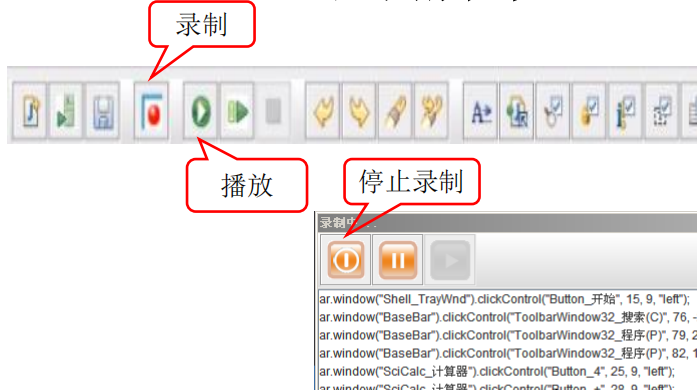 录制
播放
停止录制
录制中
ar.window("Shell_TrayWnd").clickControl("Button_开始", 15, 9, "left");
ar.window("BaseBar").clickControl("ToolbarWindow32_搜索(C)", 76, -
ar.window("BaseBar").clickControl("ToolbarWindow32_程序(P)", 79, 2
ar.window("BaseBar").clickControl("ToolbarWindow32_程序(P)", 82, 1
ar.window("SciCalc_计算器").clickControl("Button_4", 25, 9, "left");
ar.window("SciCalc_计算器").clickControl("Button_+", 28, 9, "left");